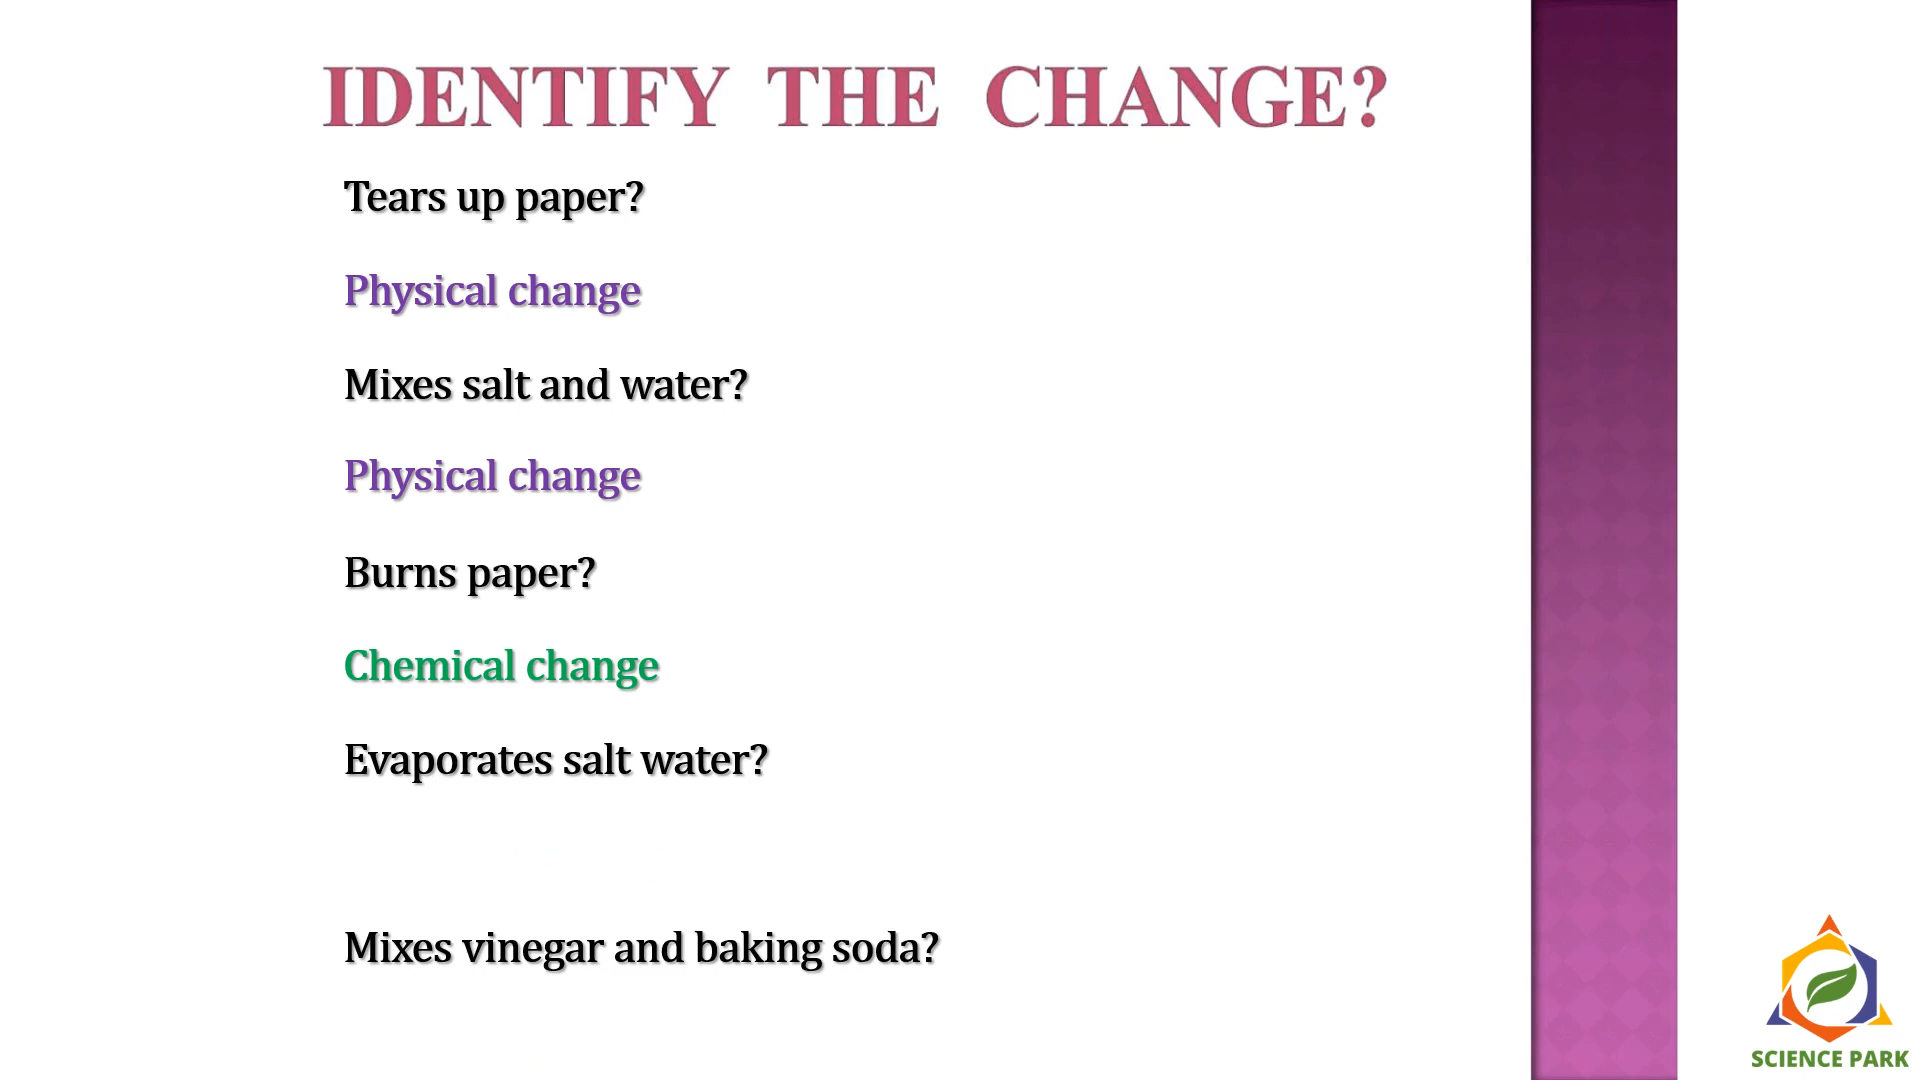 IDENTIFY THE CHANGE?
Tears up paper?
Physical change
Mixes salt and water?
Physical change
Burns paper?
Chemical change
Evaporates salt water?
Mixes vinegar and baking soda?
SCIENCE PARK